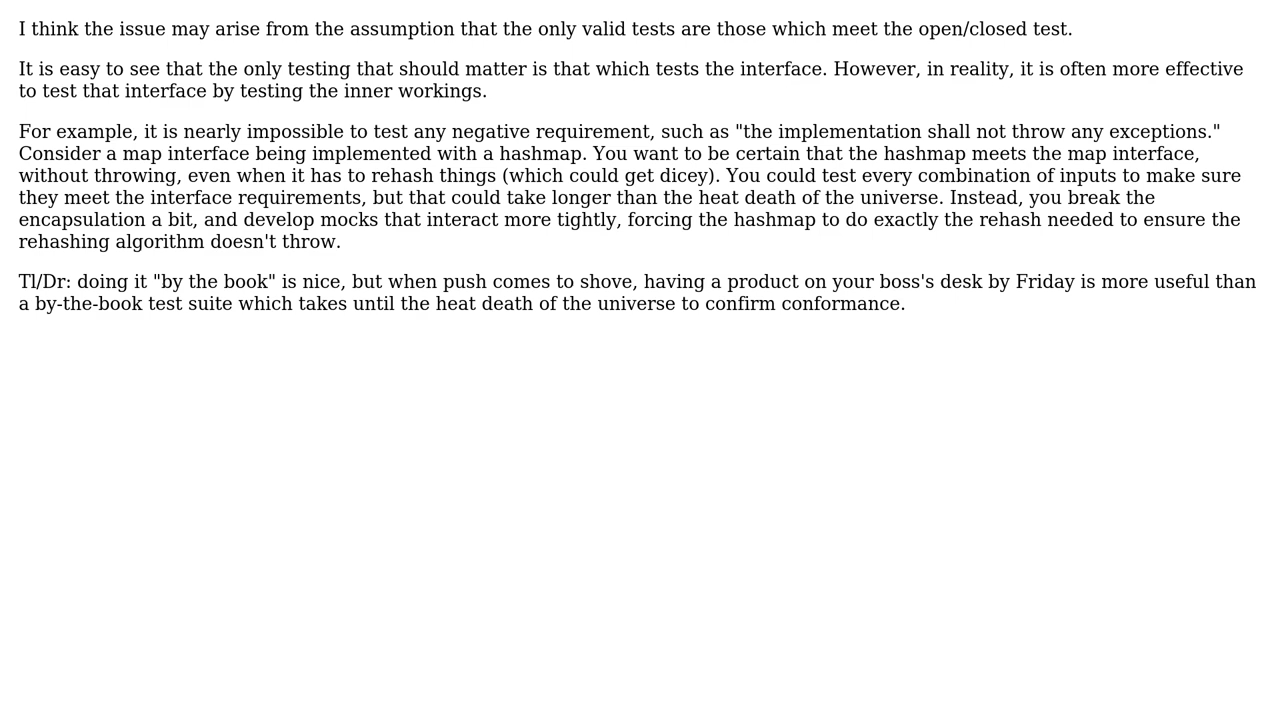 I think the issue may arise from the assumption that the only valid tests are those which meet the open/closed test.
It is easy to see that the only testing that should matter is that which tests the interface. However, in reality, it is often more effective
to test that interface by testing the inner workings.
For example, it is nearly impossible to test any negative requirement, such as "the implementation shall not throw any exceptions."
Consider a map interface being implemented with a hashmap. You want to be certain that the hashmap meets the map interface,
without throwing, even when it has to rehash things (which could get dicey). You could test every combination of inputs to make sure
they meet the interface requirements, but that could take longer than the heat death of the universe. Instead, you break the
encapsulation a bit, and develop mocks that interact more tightly, forcing the hashmap to do exactly the rehash needed to ensure the
rehashing algorithm doesn't throw.
Tl/Dr: doing it "by the book" is nice, but when push comes to shove, having a product on your boss's desk by Friday is more useful than
a by-the-book test suite which takes until the heat death of the universe to confirm conformance.